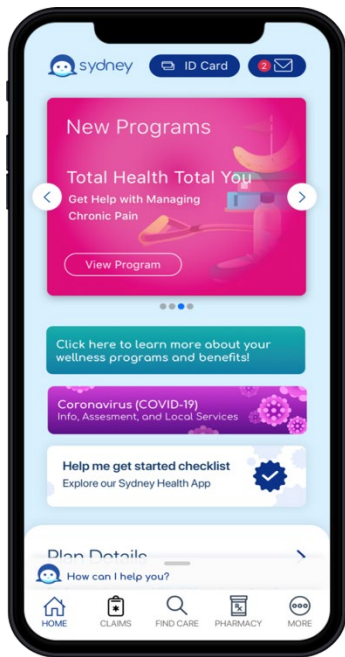 sydney
ID Card
2
New Programs
Total Health Total You
Get Help with Managing
Chronic Pain
View Program
Click here to learn more about your
wellness programs and benefits!
Coronavirus (COVID-19)
Info, Assesment, and Local Services
Help me get started checklist
Explore our Sydney Health App
Plan Details
How can I help you?
HOME
CLAIMS
FIND CARE
PHARMACY
MORE